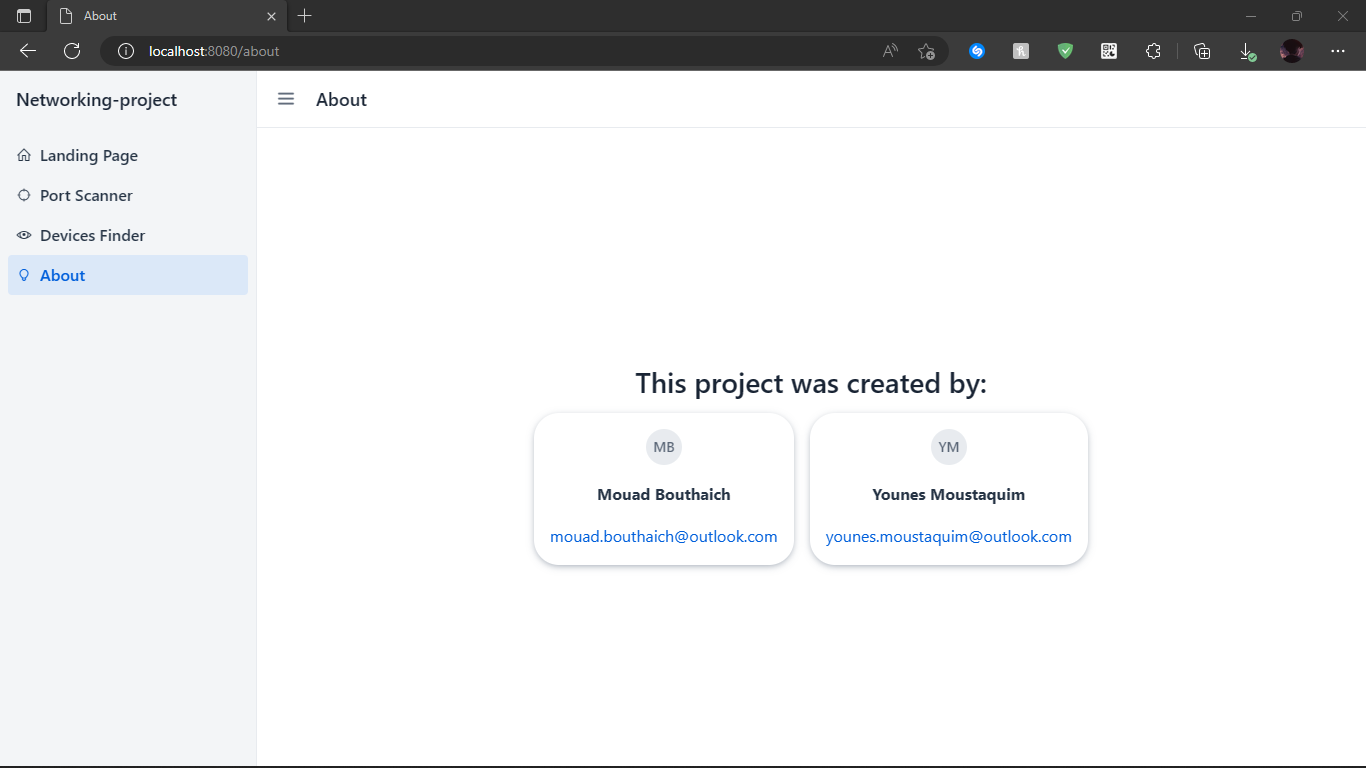 About
localhost:8080/about
Networking-project
About
Landing Page
Port Scanner
Devices Finder
About
This project was created by:
MB
YM
Mouad Bouthaich
Younes Moustaquim
mouad.bouthaich@outlook.com
younes.moustaquim@outlook.com